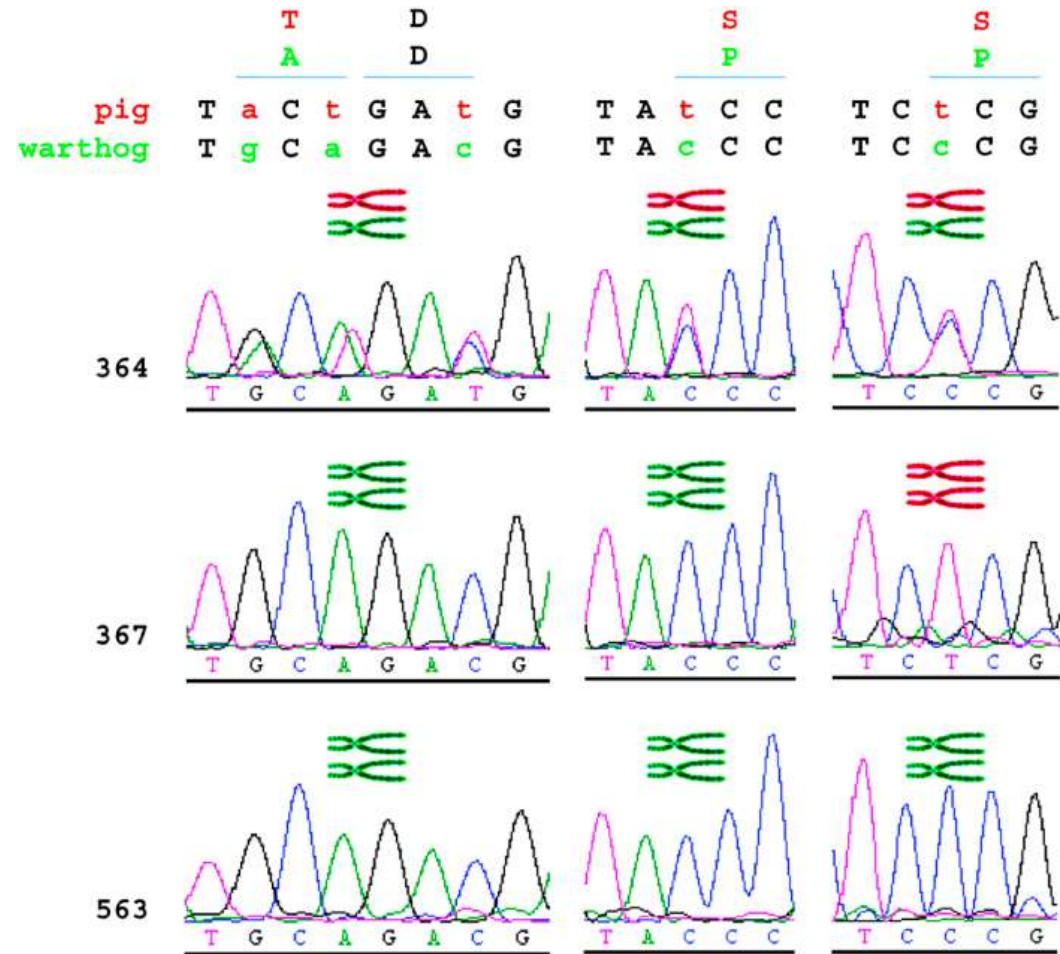 T D S S
A D P P
pig T a C t G A t G T A t C C T C t C G
warthog T g C a G A c G T A c C C T C c C G
364
T G C A G A T G T A C C C T C C C G
367
T G C A G A C G T A C C C T C T C G
563
T G C A G A C G T A C C C T C C C G